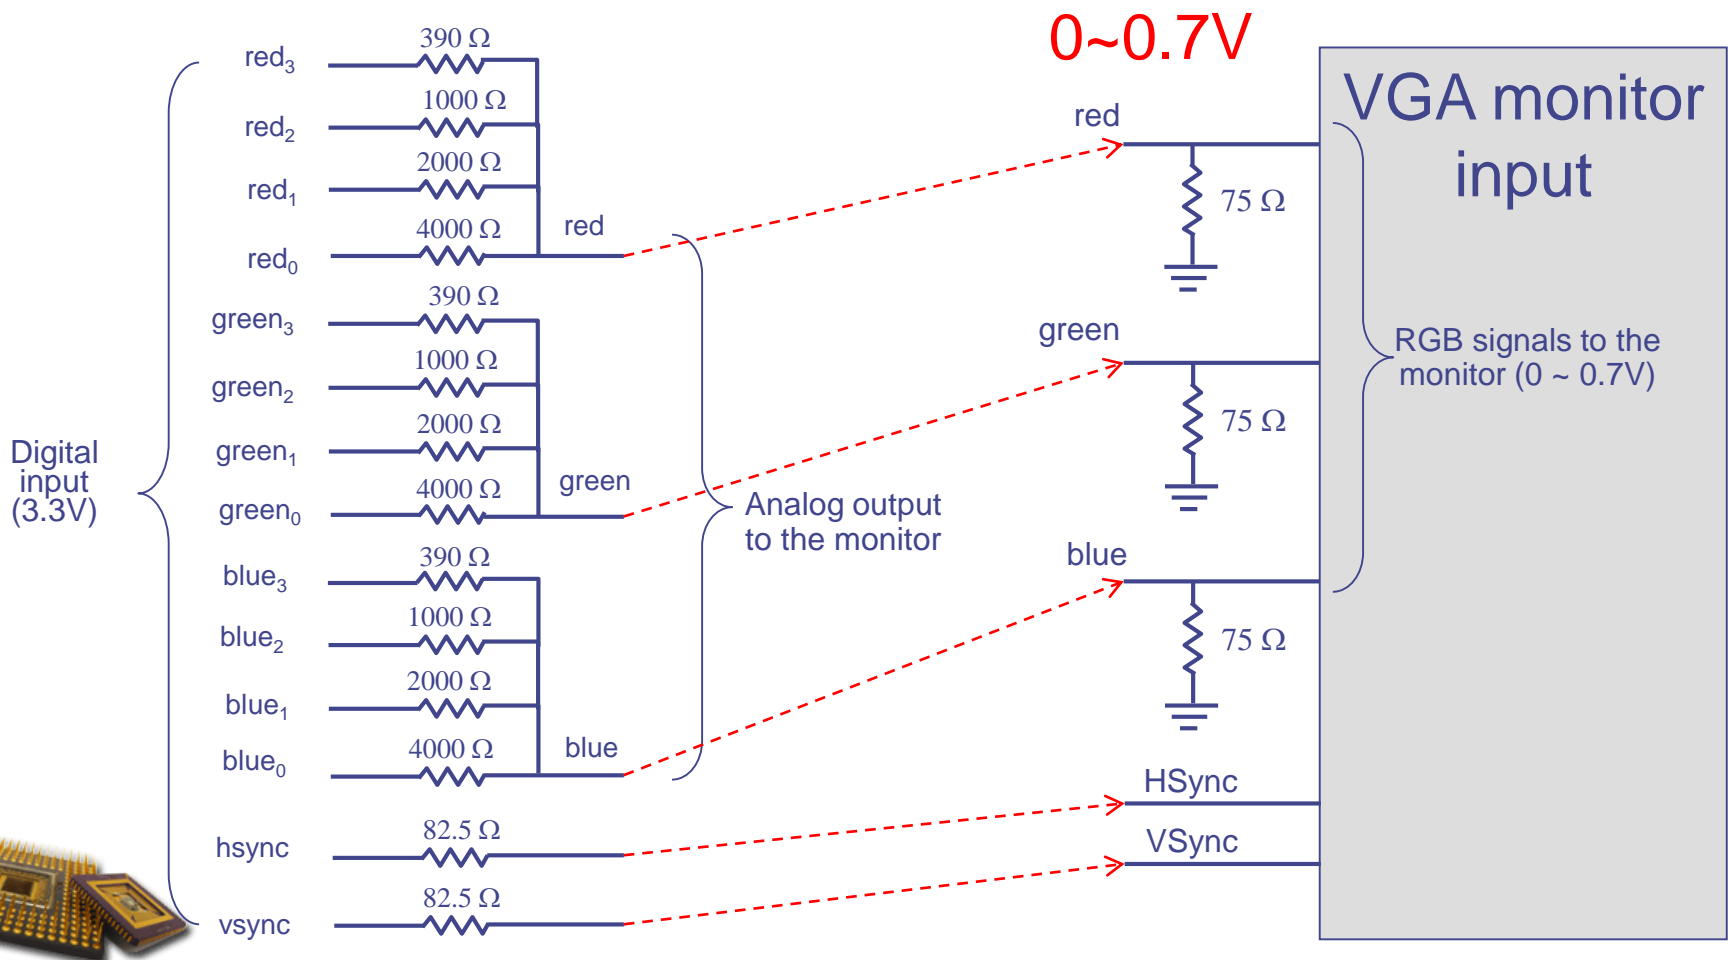 0~0.7V
390 Ω
red3
1000 Ω
red2
2000 Ω
red1
4000 Ω
red0
red
390 Ω
green3
1000 Ω
green2
2000 Ω
green1
4000 Ω
green0
green
390 Ω
blue3
1000 Ω
blue2
2000 Ω
blue1
4000 Ω
blue0
blue
82.5 Ω
hsync
82.5 Ω
vsync
Digital
input
(3.3V)
Analog output
to the monitor
red
75 Ω
green
75 Ω
blue
75 Ω
HSync
VSync
VGA monitor
input
RGB signals to the
monitor (0 ~ 0.7V)